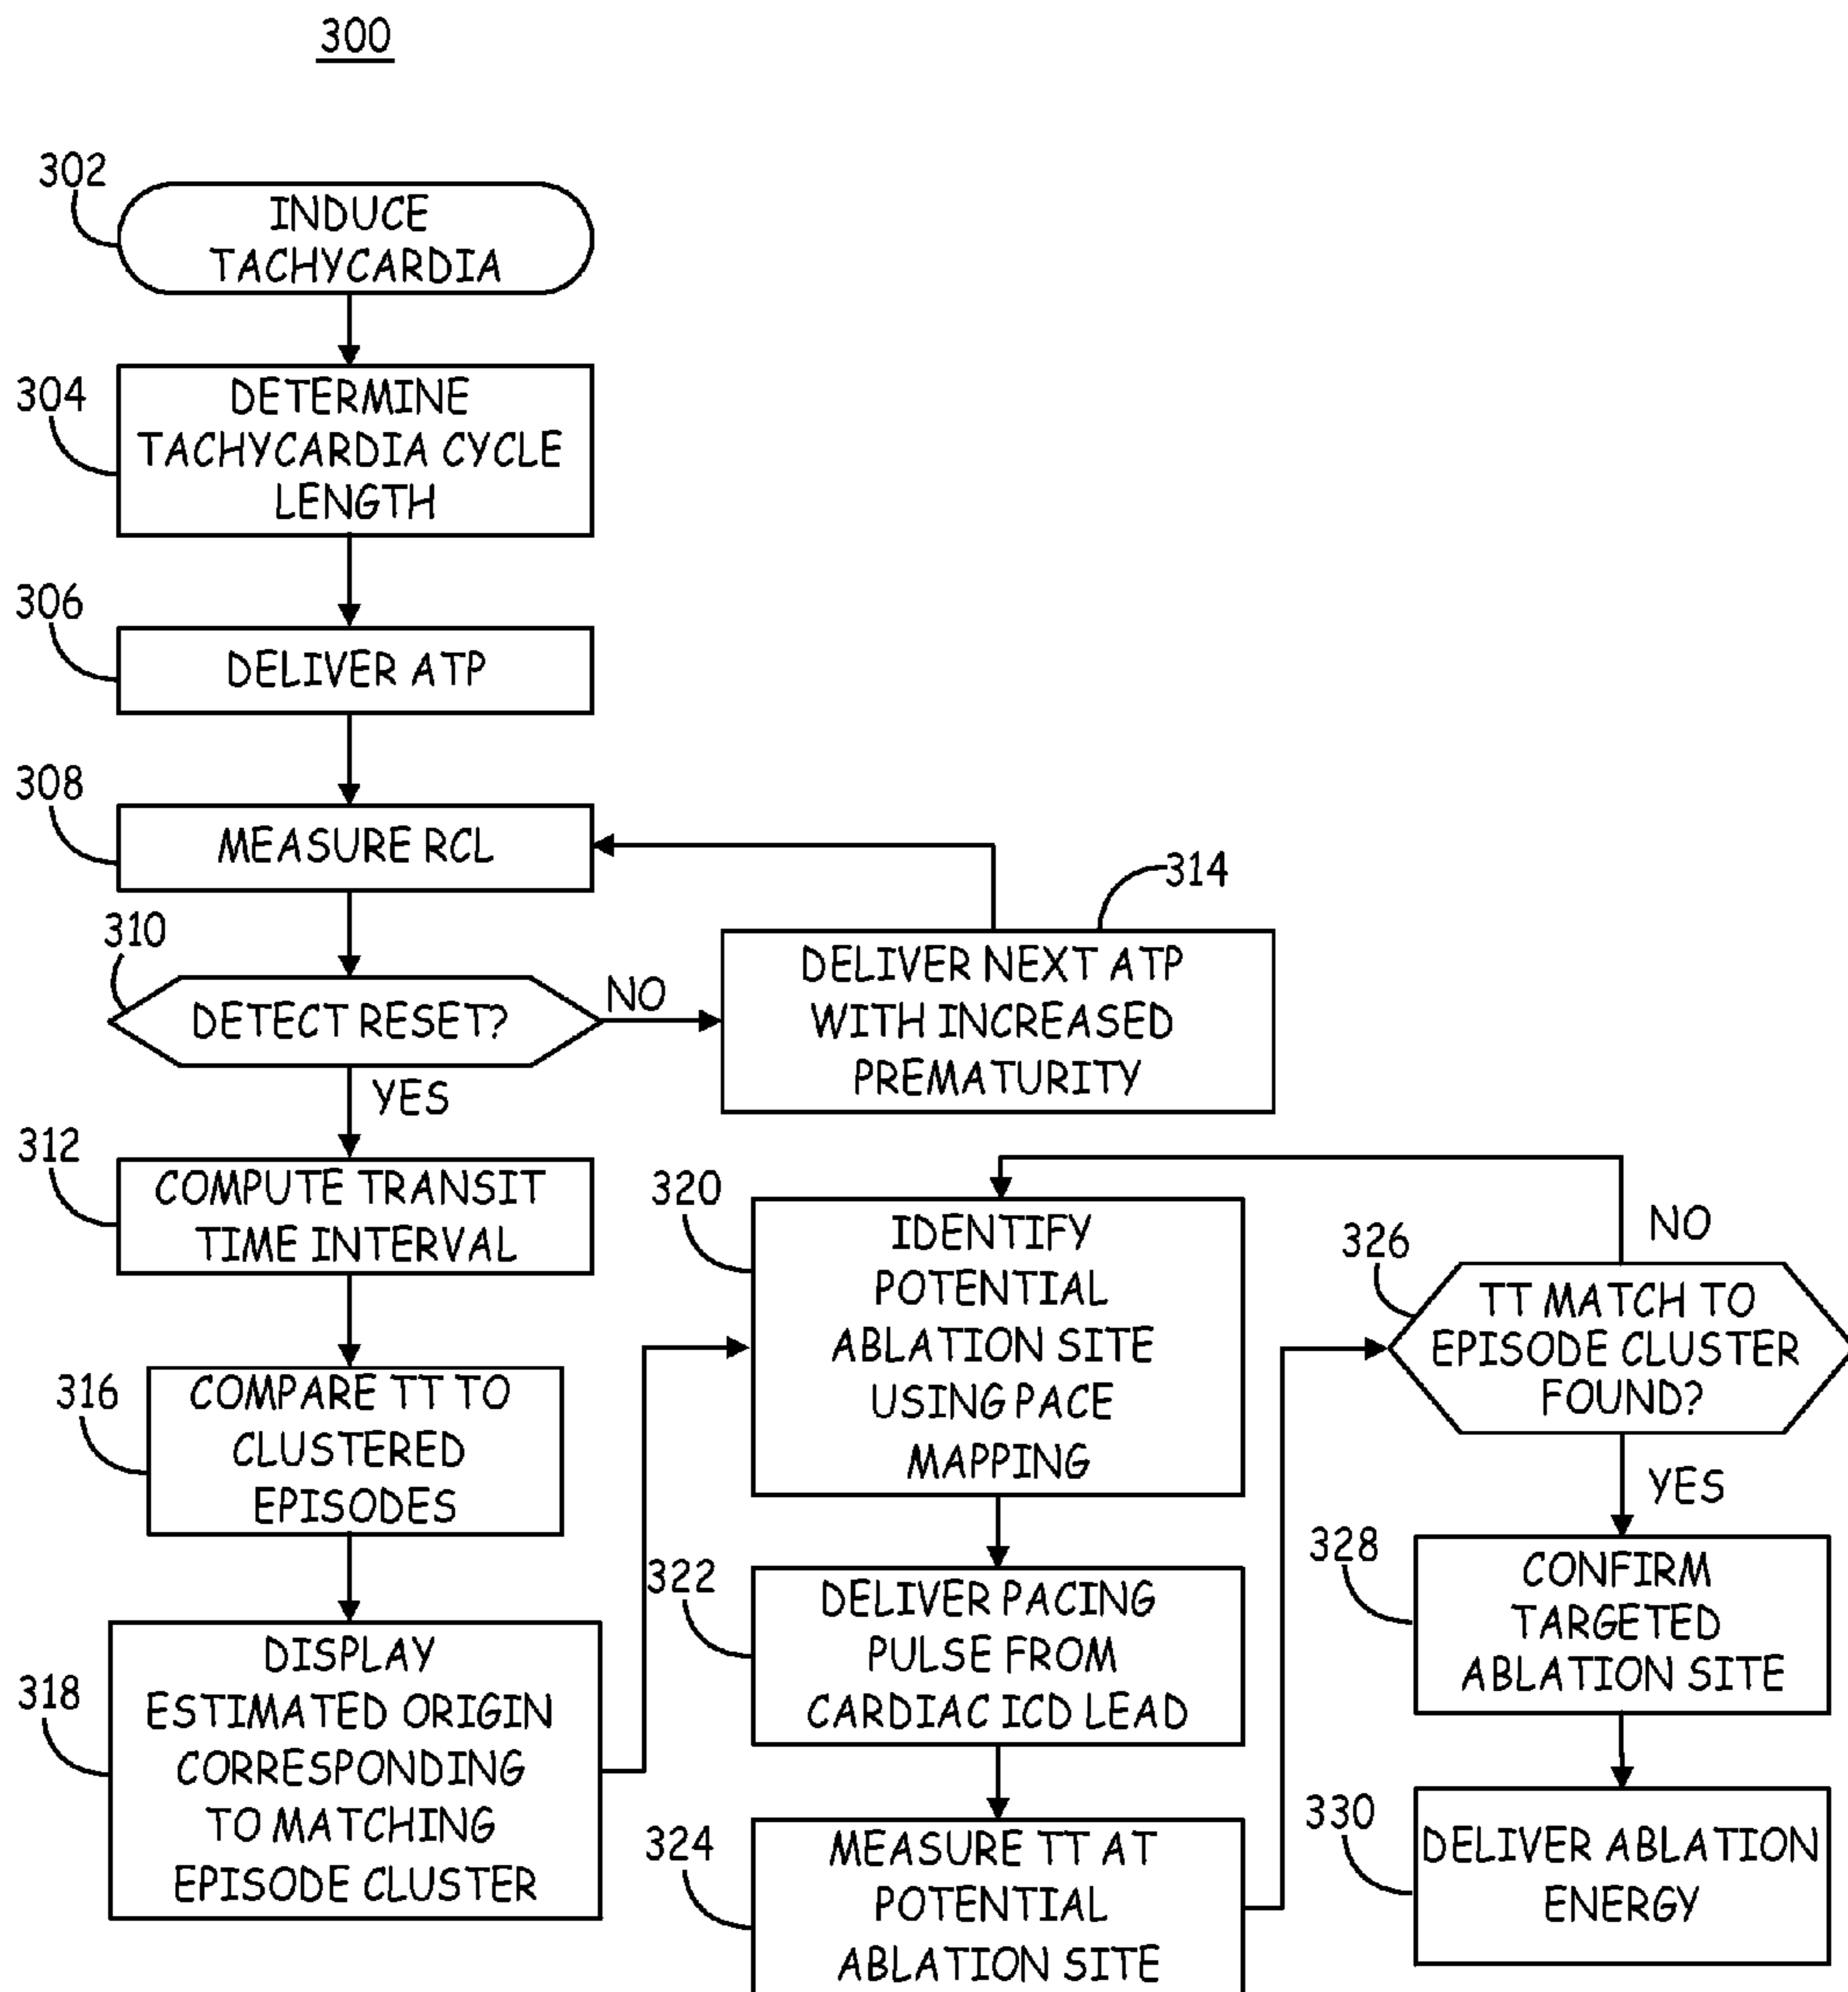 300
302
INDUCE
TACHYCARDIA
304
DETERMINE
TACHYCARDIA CYCLE
LENGTH
306
DELIVER ATP
308
MEASURE RCL
310
DETECT RESET?
NO
YES
314
DELIVER NEXT ATP
WITH INCREASED
PREMATURITY
312
COMPUTE TRANSIT
TIME INTERVAL
316
COMPARE TT TO
CLUSTERED
EPISODES
318
DISPLAY
ESTIMATED ORIGIN
CORRESPONDING
TO MATCHING
EPISODE CLUSTER
320
IDENTIFY
POTENTIAL
ABLATION SITE
USING PACE
MAPPING
322
DELIVER PACING
PULSE FROM
CARDIAC ICD LEAD
324
MEASURE TT AT
POTENTIAL
ABLATION SITE
326
TT MATCH TO
EPISODE CLUSTER
FOUND?
NO
YES
328
CONFIRM
TARGETED
ABLATION SITE
330
DELIVER ABLATION
ENERGY